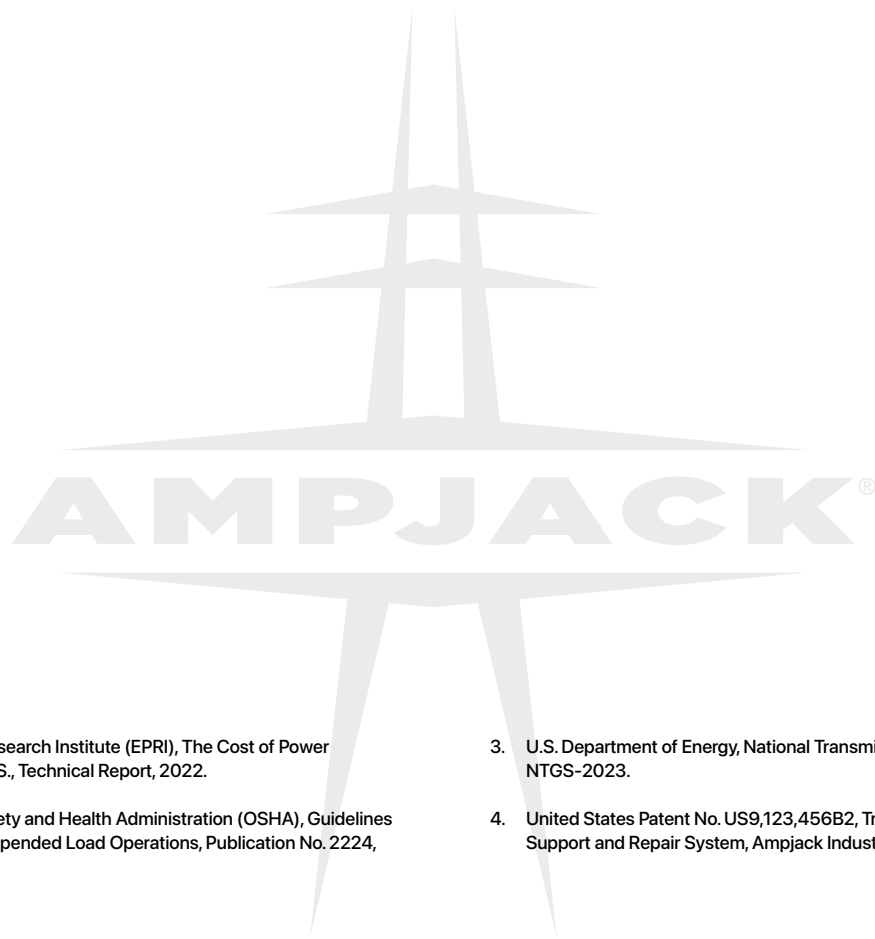 AMPJACK®
search Institute (EPRI), The Cost of Power
S., Technical Report, 2022.
ety and Health Administration (OSHA), Guidelines
pended Load Operations, Publication No. 2224,
3. U.S. Department of Energy, National Transmi
NTGS-2023.
4. United States Patent No. US9,123,456B2, Tr
Support and Repair System, Ampjack Indust